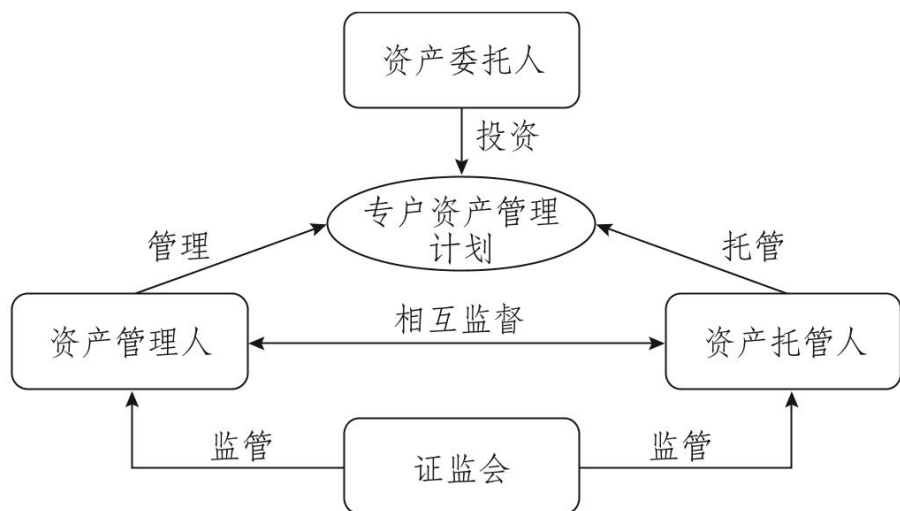 资产委托人
投资
专户资产管理
计划
管理
托管
相互监督
资产管理人
资产托管人
监管
证监会
监管